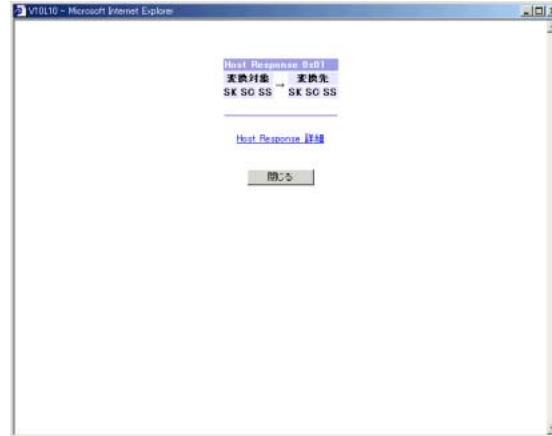 V10L10 - Microsoft Internet Explorer
Host Response 0x01
変換対象 → 変換先
SK SC SS SK SC SS
Host Response 詳細
閉じる